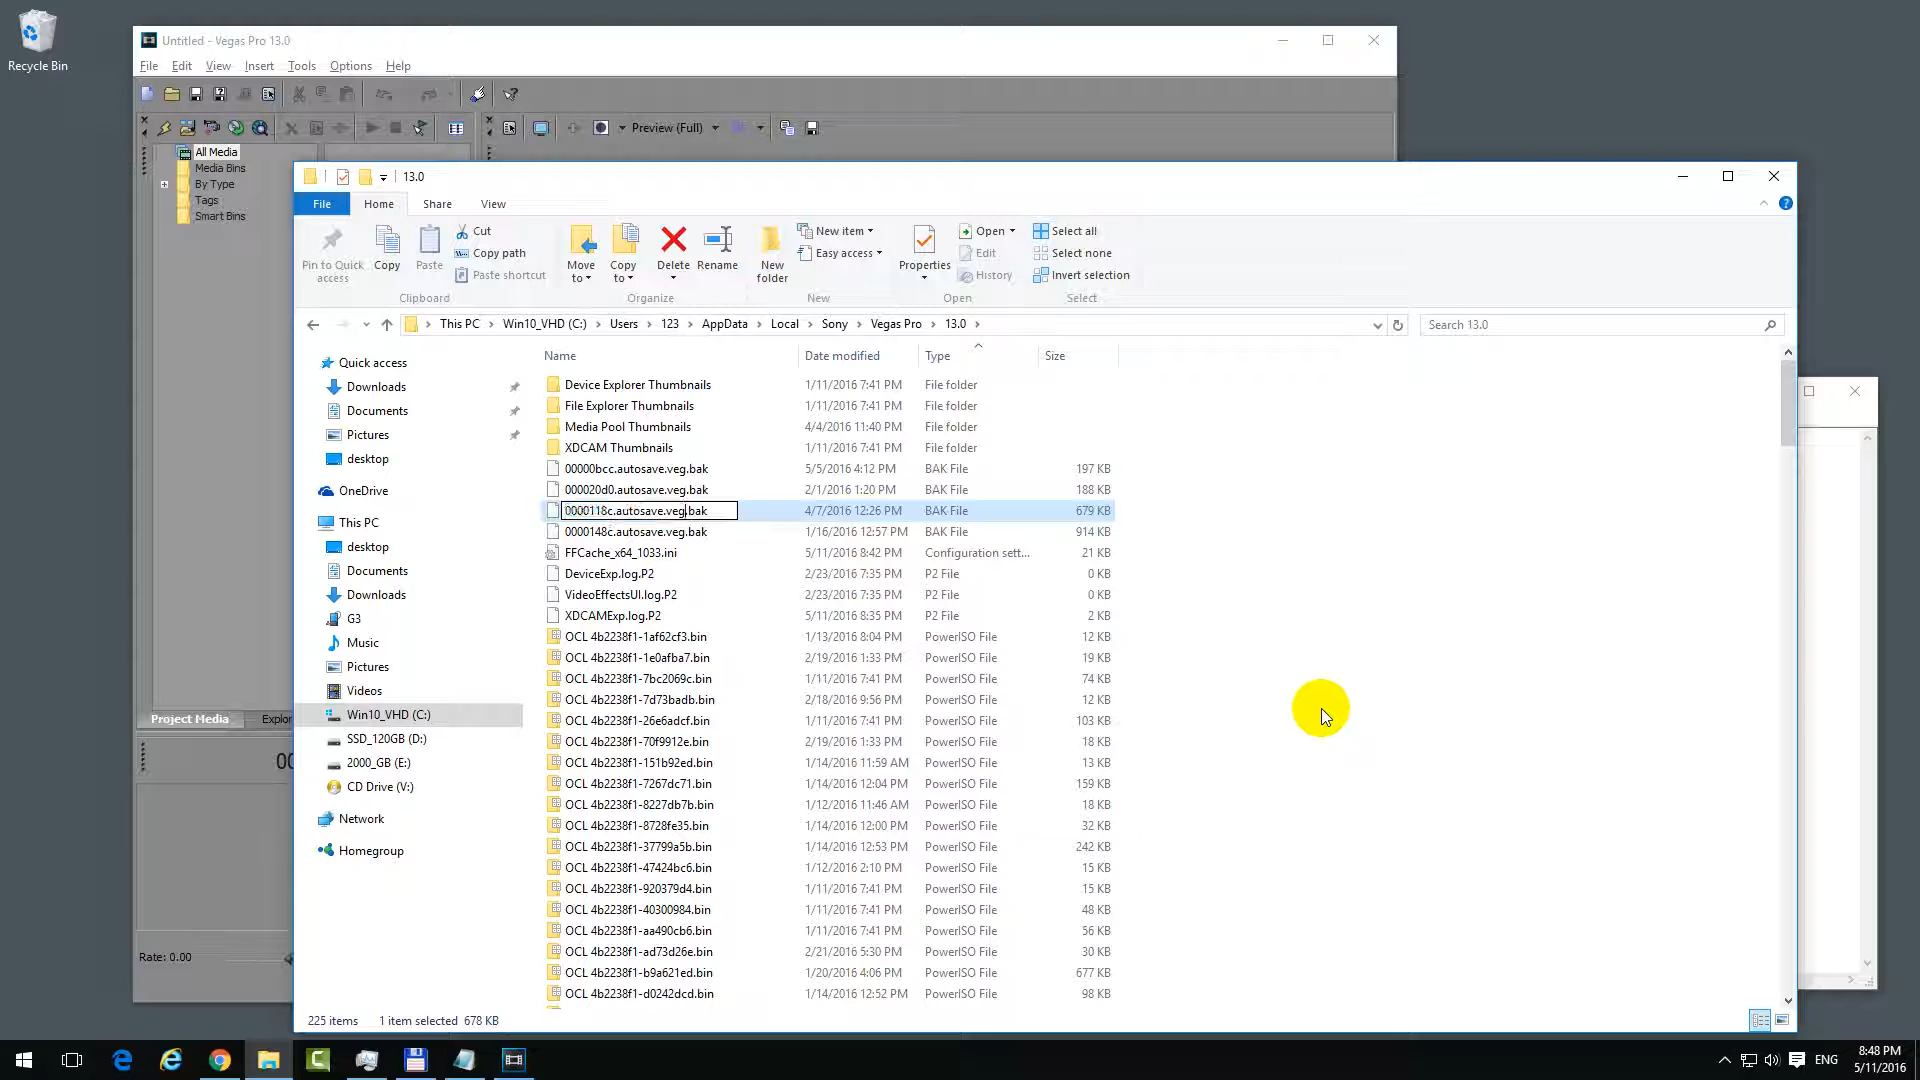 Recycle Bin
Untitled - Vegas Pro 13.0
File Edit View Insert Tools Options Help
Preview (Full)
All Media
Media Bins
By Type
Tags
Smart Bins
Project Media
Rate: 0.00
13.0
File Home Share View
Pin to Quick access
Copy
Paste
Cut
Copy path
Paste shortcut
Clipboard
Move to
Copy to
Delete
Rename
Organize
New folder
New item
Easy access
New
Properties
Open
Edit
History
Open
Select all
Select none
Invert selection
Select
This PC Win10_VHD (C:) Users 123 AppData Local Sony Vegas Pro 13.0
Search 13.0
Quick access
Downloads
Documents
Pictures
desktop
OneDrive
This PC
desktop
Documents
Downloads
G3
Music
Pictures
Videos
Win10_VHD (C:)
SSD_120GB (D:)
2000_GB (E:)
CD Drive (V:)
Network
Homegroup
Name Date modified Type Size
Device Explorer Thumbnails 1/11/2016 7:41 PM File folder
File Explorer Thumbnails 1/11/2016 7:41 PM File folder
Media Pool Thumbnails 4/4/2016 11:40 PM File folder
XDCAM Thumbnails 1/11/2016 7:41 PM File folder
00000bcc.autosave.veg.bak 5/5/2016 4:12 PM BAK File 197 KB
000020d0.autosave.veg.bak 2/1/2016 1:20 PM BAK File 188 KB
0000118c.autosave.veg.bak 4/7/2016 12:26 PM BAK File 679 KB
0000148c.autosave.veg.bak 1/16/2016 12:57 PM BAK File 914 KB
FFCache_x64_1033.ini 5/11/2016 8:42 PM Configuration sett... 21 KB
DeviceExp.log.P2 2/23/2016 7:35 PM P2 File 0 KB
VideoEffectsUI.log.P2 2/23/2016 7:35 PM P2 File 0 KB
XDCAMExp.log.P2 5/11/2016 8:35 PM P2 File 2 KB
OCL 4b2238f1-1af62cf3.bin 1/13/2016 8:04 PM PowerISO File 12 KB
OCL 4b2238f1-1e0afba7.bin 2/19/2016 1:33 PM PowerISO File 19 KB
OCL 4b2238f1-7bc2069c.bin 1/11/2016 7:41 PM PowerISO File 74 KB
OCL 4b2238f1-7d73badb.bin 2/18/2016 9:56 PM PowerISO File 12 KB
OCL 4b2238f1-26e6adcf.bin 1/11/2016 7:41 PM PowerISO File 103 KB
OCL 4b2238f1-70f9912e.bin 2/19/2016 1:33 PM PowerISO File 18 KB
OCL 4b2238f1-151b92ed.bin 1/14/2016 11:59 AM PowerISO File 13 KB
OCL 4b2238f1-7267dc71.bin 1/14/2016 12:04 PM PowerISO File 159 KB
OCL 4b2238f1-8227db7b.bin 1/12/2016 11:46 AM PowerISO File 18 KB
OCL 4b2238f1-8728fe35.bin 1/14/2016 12:00 PM PowerISO File 32 KB
OCL 4b2238f1-37799a5b.bin 1/14/2016 12:53 PM PowerISO File 242 KB
OCL 4b2238f1-47424bc6.bin 1/12/2016 2:10 PM PowerISO File 15 KB
OCL 4b2238f1-920379d4.bin 1/11/2016 7:41 PM PowerISO File 15 KB
OCL 4b2238f1-40300984.bin 1/11/2016 7:41 PM PowerISO File 48 KB
OCL 4b2238f1-aa490cb6.bin 1/11/2016 7:41 PM PowerISO File 56 KB
OCL 4b2238f1-ad73d26e.bin 2/21/2016 5:30 PM PowerISO File 30 KB
OCL 4b2238f1-b9a621ed.bin 1/20/2016 4:06 PM PowerISO File 677 KB
OCL 4b2238f1-d0242dcd.bin 1/14/2016 12:52 PM PowerISO File 98 KB
225 items 1 item selected 678 KB
ENG
8:48 PM
5/11/2016